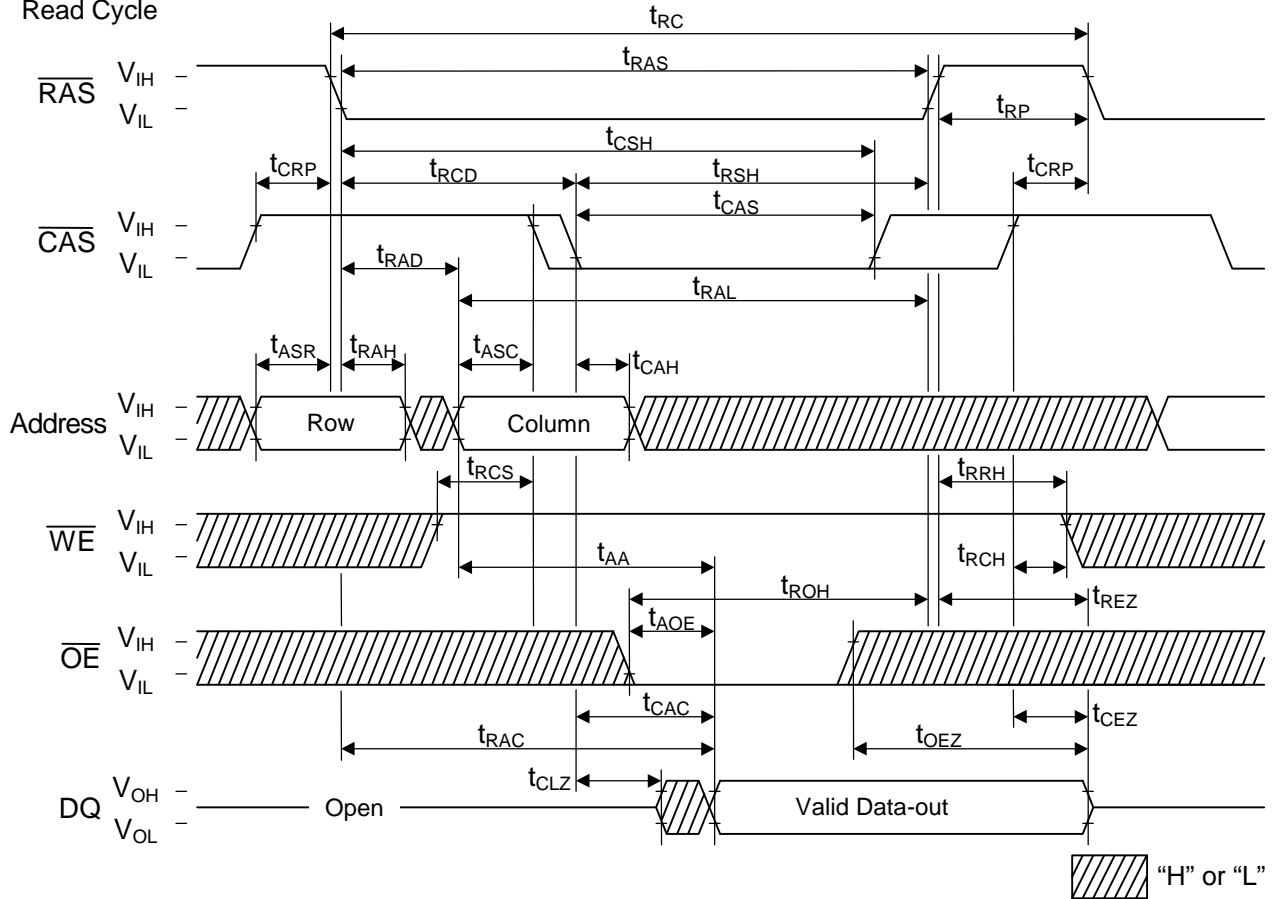 Read Cycle
tRC
RAS
VIH
VIL
tRAS
tRP
tCSH
tCRP
tRCD
tRSH
tCRP
CAS
VIH
VIL
tCAS
tRAD
tRAL
tASR
tRAH
tASC
tCAH
Address
VIH
VIL
Row
Column
tRCS
tRRH
WE
VIH
VIL
tAA
tRCH
tROH
tREZ
tAOE
OE
VIH
VIL
tCAC
tCEZ
tRAC
tOEZ
tCLZ
DQ
VOH
VOL
Open
Valid Data-out
“H” or “L”